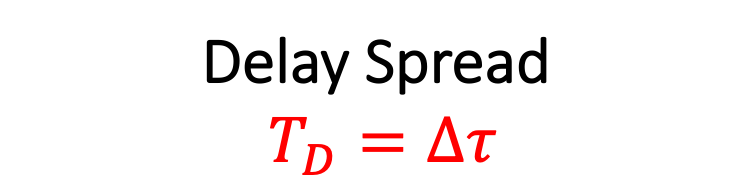 Delay Spread
T_D = Δτ